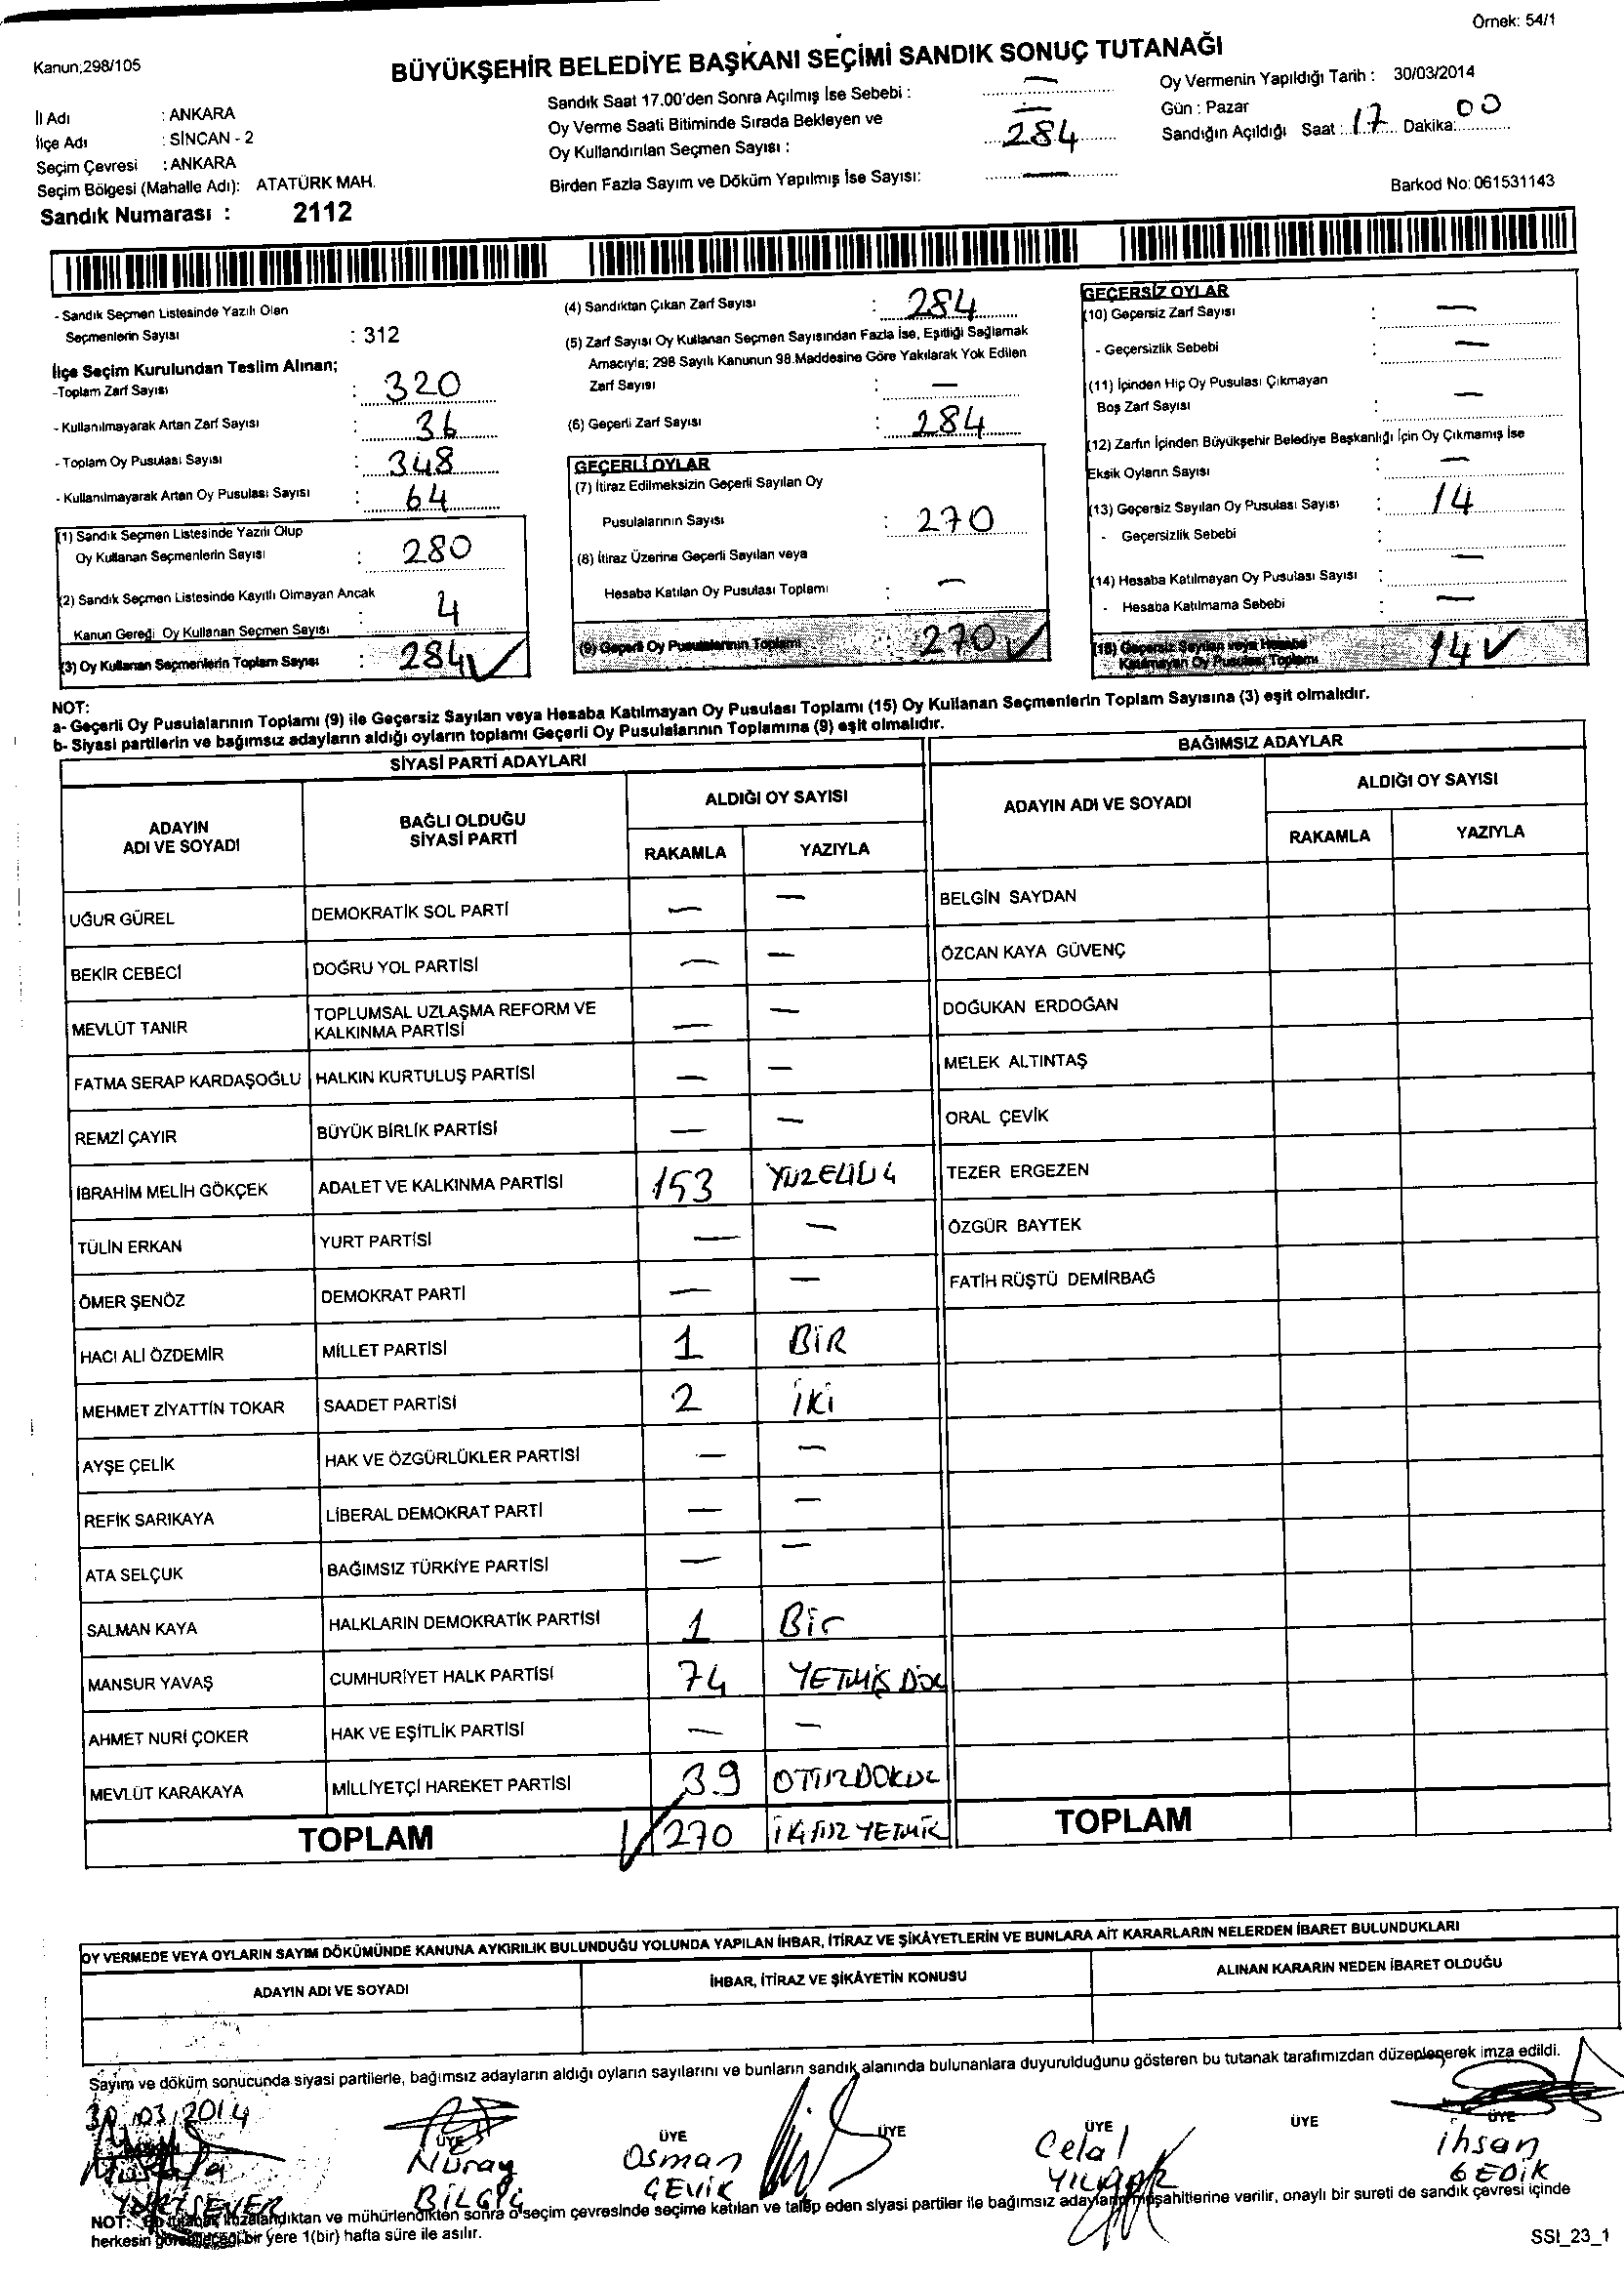 Örnek: 54/1
Kanun;298/105
BÜYÜKŞEHİR BELEDİYE BAŞKANI SEÇİMİ SANDIK SONUÇ TUTANAĞI
İl Adı : ANKARA
İlçe Adı : SİNCAN - 2
Seçim Çevresi : ANKARA
Seçim Bölgesi (Mahalle Adı): ATATÜRK MAH.
Sandık Numarası : 2112
Sandık Saat 17.00'den Sonra Açılmış İse Sebebi : —
Oy Verme Saati Bitiminde Sırada Bekleyen ve —
Oy Kullandırılan Seçmen Sayısı : 284
Birden Fazla Sayım ve Döküm Yapılmış İse Sayısı: —
Oy Vermenin Yapıldığı Tarih : 30/03/2014
Gün : Pazar
Sandığın Açıldığı Saat : 17 Dakika: 00
Barkod No: 061531143
- Sandık Seçmen Listesinde Yazılı Olan
Seçmenlerin Sayısı : 312
İlçe Seçim Kurulundan Teslim Alınan;
-Toplam Zarf Sayısı : 320
- Kullanılmayarak Artan Zarf Sayısı : 36
- Toplam Oy Pusulası Sayısı : 348
- Kullanılmayarak Artan Oy Pusulası Sayısı : 64
(1) Sandık Seçmen Listesinde Yazılı Olup
Oy Kullanan Seçmenlerin Sayısı : 280
(2) Sandık Seçmen Listesinde Kayıtlı Olmayan Ancak
Kanun Gereği Oy Kullanan Seçmen Sayısı : 4
(3) Oy Kullanan Seçmenlerin Toplam Sayısı : 284
(4) Sandıktan Çıkan Zarf Sayısı : 284
(5) Zarf Sayısı Oy Kullanan Seçmen Sayısından Fazla İse, Eşitliği Sağlamak
Amacıyla; 298 Sayılı Kanunun 98.Maddesine Göre Yakılarak Yok Edilen
Zarf Sayısı : —
(6) Geçerli Zarf Sayısı : 284
GEÇERLİ OYLAR
(7) İtiraz Edilmeksizin Geçerli Sayılan Oy
Pusulalarının Sayısı : 270
(8) İtiraz Üzerine Geçerli Sayılan veya
Hesaba Katılan Oy Pusulası Toplamı : —
(9) Geçerli Oy Pusulalarının Toplamı : 270
GEÇERSİZ OYLAR
(10) Geçersiz Zarf Sayısı : —
- Geçersizlik Sebebi : —
(11) İçinden Hiç Oy Pusulası Çıkmayan
Boş Zarf Sayısı : —
(12) Zarfın İçinden Büyükşehir Belediye Başkanlığı İçin Oy Çıkmamış İse
Eksik Oyların Sayısı : —
(13) Geçersiz Sayılan Oy Pusulası Sayısı : 14
- Geçersizlik Sebebi :
(14) Hesaba Katılmayan Oy Pusulası Sayısı : —
- Hesaba Katılmama Sebebi : —
(15) Geçersiz Sayılan veya Hesaba
Katılmayan Oy Pusulası Toplamı 14
NOT:
a- Geçerli Oy Pusulalarının Toplamı (9) ile Geçersiz Sayılan veya Hesaba Katılmayan Oy Pusulası Toplamı (15) Oy Kullanan Seçmenlerin Toplam Sayısına (3) eşit olmalıdır.
b- Siyasi partilerin ve bağımsız adayların aldığı oyların toplamı Geçerli Oy Pusulalarının Toplamına (9) eşit olmalıdır.
SİYASİ PARTİ ADAYLARI
ADAYIN ADI VE SOYADI
BAĞLI OLDUĞU SİYASİ PARTİ
ALDIĞI OY SAYISI
RAKAMLA YAZIYLA
UĞUR GÜREL DEMOKRATİK SOL PARTİ — —
BEKİR CEBECİ DOĞRU YOL PARTİSİ — —
MEVLÜT TANIR TOPLUMSAL UZLAŞMA REFORM VE KALKINMA PARTİSİ — —
FATMA SERAP KARDAŞOĞLU HALKIN KURTULUŞ PARTİSİ — —
REMZİ ÇAYIR BÜYÜK BİRLİK PARTİSİ — —
İBRAHİM MELİH GÖKÇEK ADALET VE KALKINMA PARTİSİ 153
TÜLİN ERKAN YURT PARTİSİ — —
ÖMER ŞENÖZ DEMOKRAT PARTİ — —
HACI ALİ ÖZDEMİR MİLLET PARTİSİ 1 BİR
MEHMET ZİYATTİN TOKAR SAADET PARTİSİ 2 İKİ
AYŞE ÇELİK HAK VE ÖZGÜRLÜKLER PARTİSİ — —
REFİK SARIKAYA LİBERAL DEMOKRAT PARTİ — —
ATA SELÇUK BAĞIMSIZ TÜRKİYE PARTİSİ — —
SALMAN KAYA HALKLARIN DEMOKRATİK PARTİSİ 1 Bir
MANSUR YAVAŞ CUMHURİYET HALK PARTİSİ 74 YETMİŞ
AHMET NURİ ÇOKER HAK VE EŞİTLİK PARTİSİ — —
MEVLÜT KARAKAYA MİLLİYETÇİ HAREKET PARTİSİ 39
TOPLAM 270
BAĞIMSIZ ADAYLAR
ADAYIN ADI VE SOYADI
ALDIĞI OY SAYISI
RAKAMLA YAZIYLA
BELGİN SAYDAN
ÖZCAN KAYA GÜVENÇ
DOĞUKAN ERDOĞAN
MELEK ALTINTAŞ
ORAL ÇEVİK
TEZER ERGEZEN
ÖZGÜR BAYTEK
FATİH RÜŞTÜ DEMİRBAĞ
TOPLAM
OY VERMEDE VEYA OYLARIN SAYIM DÖKÜMÜNDE KANUNA AYKIRILIK BULUNDUĞU YOLUNDA YAPILAN İHBAR, İTİRAZ VE ŞİKÂYETLERİN VE BUNLARA AİT KARARLARIN NELERDEN İBARET BULUNDUKLARI
ADAYIN ADI VE SOYADI İHBAR, İTİRAZ VE ŞİKÂYETİN KONUSU ALINAN KARARIN NEDEN İBARET OLDUĞU
Sayım ve döküm sonucunda siyasi partilerle, bağımsız adayların aldığı oyların sayılarını ve bunların sandık alanında bulunanlara duyurulduğunu gösteren bu tutanak tarafımızdan düzenlenerek imza edildi.
30.03.2014
ÜYE ÜYE ÜYE ÜYE ÜYE ÜYE
Mustafa Nuray Osman Celal ihsan
YURTSEVER BİLGİÇ ÇEVİK GEDİK
NOT: Bu tutanak imzalandıktan ve mühürlendikten sonra o seçim çevresinde seçime katılan ve talep eden siyasi partiler ile bağımsız adayların müşahitlerine verilir, onaylı bir sureti de sandık çevresi içinde
herkesin görebileceği bir yere 1(bir) hafta süre ile asılır.
SSI_23_1